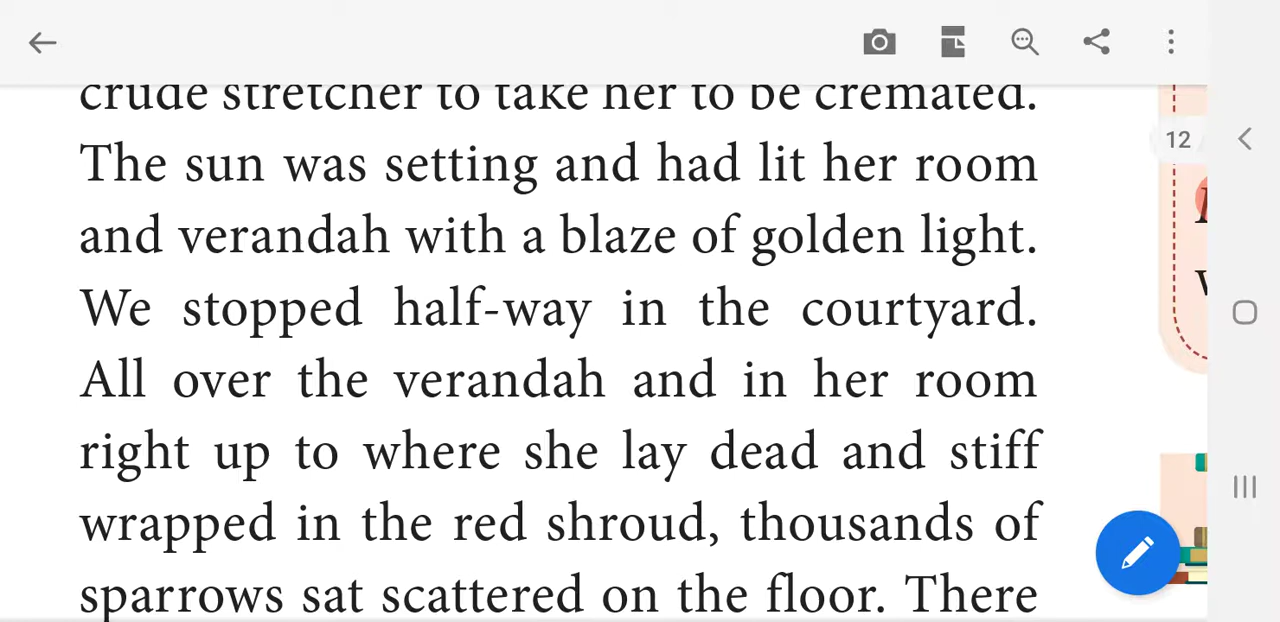 crude stretcher to take her to be cremated.
12
The sun was setting and had lit her room
and verandah with a blaze of golden light.
We stopped half-way in the courtyard.
All over the verandah and in her room
right up to where she lay dead and stiff
wrapped in the red shroud, thousands of
sparrows sat scattered on the floor. There